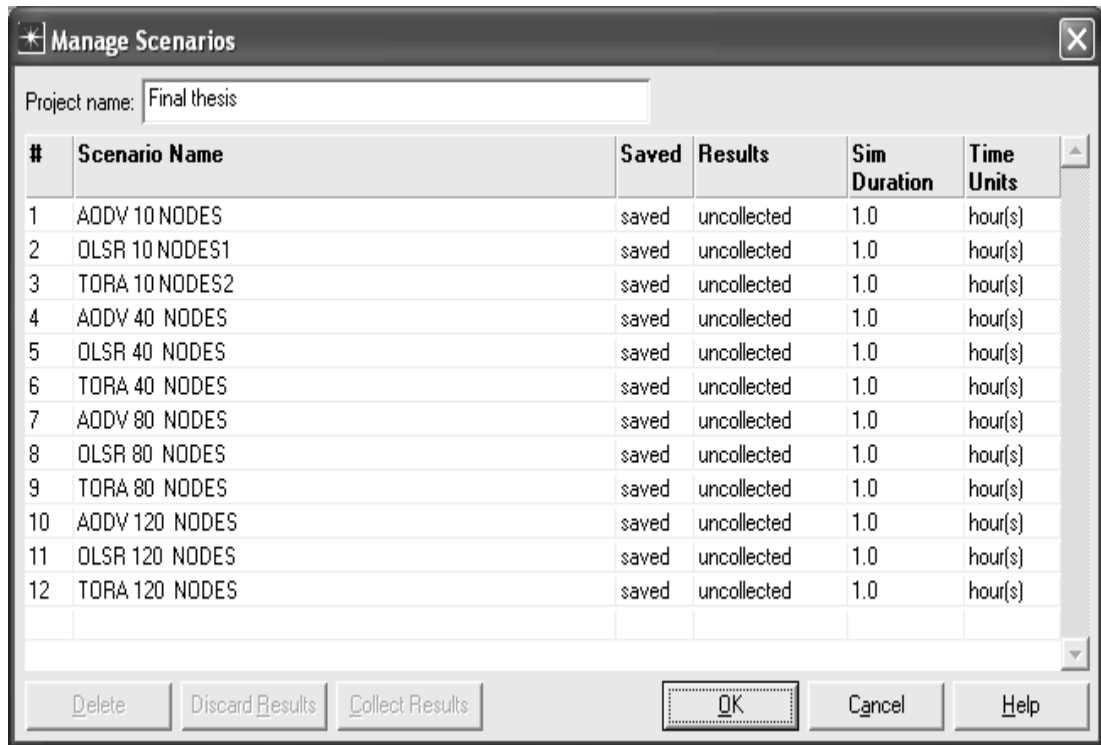 Manage Scenarios
Project name: Final thesis
# Scenario Name Saved Results Sim Duration Time Units
1 AODV 10 NODES saved uncollected 1.0 hour(s)
2 OLSR 10 NODES1 saved uncollected 1.0 hour(s)
3 TORA 10 NODES2 saved uncollected 1.0 hour(s)
4 AODV 40 NODES saved uncollected 1.0 hour(s)
5 OLSR 40 NODES saved uncollected 1.0 hour(s)
6 TORA 40 NODES saved uncollected 1.0 hour(s)
7 AODV 80 NODES saved uncollected 1.0 hour(s)
8 OLSR 80 NODES saved uncollected 1.0 hour(s)
9 TORA 80 NODES saved uncollected 1.0 hour(s)
10 AODV 120 NODES saved uncollected 1.0 hour(s)
11 OLSR 120 NODES saved uncollected 1.0 hour(s)
12 TORA 120 NODES saved uncollected 1.0 hour(s)
Delete Discard Results Collect Results OK Cancel Help